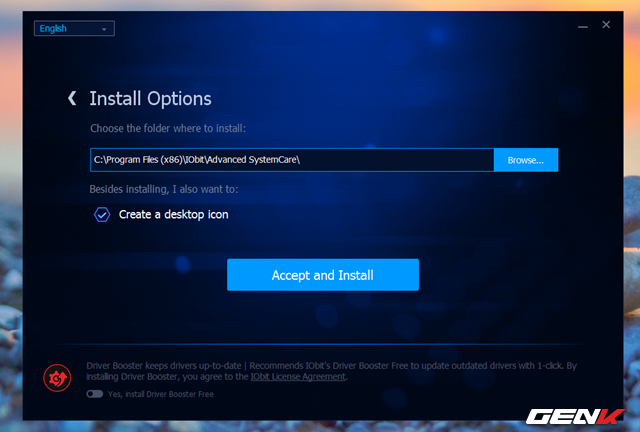 English
Install Options
Choose the folder where to install:
C:\Program Files (x86)\IObit\Advanced SystemCare\
Browse...
Besides installing, I also want to:
Create a desktop icon
Accept and Install
Driver Booster keeps drivers up-to-date | Recommends IObit's Driver Booster Free to update outdated drivers with 1-click. By
installing Driver Booster, you agree to the IObit License Agreement.
Yes, install Driver Booster Free
GENK